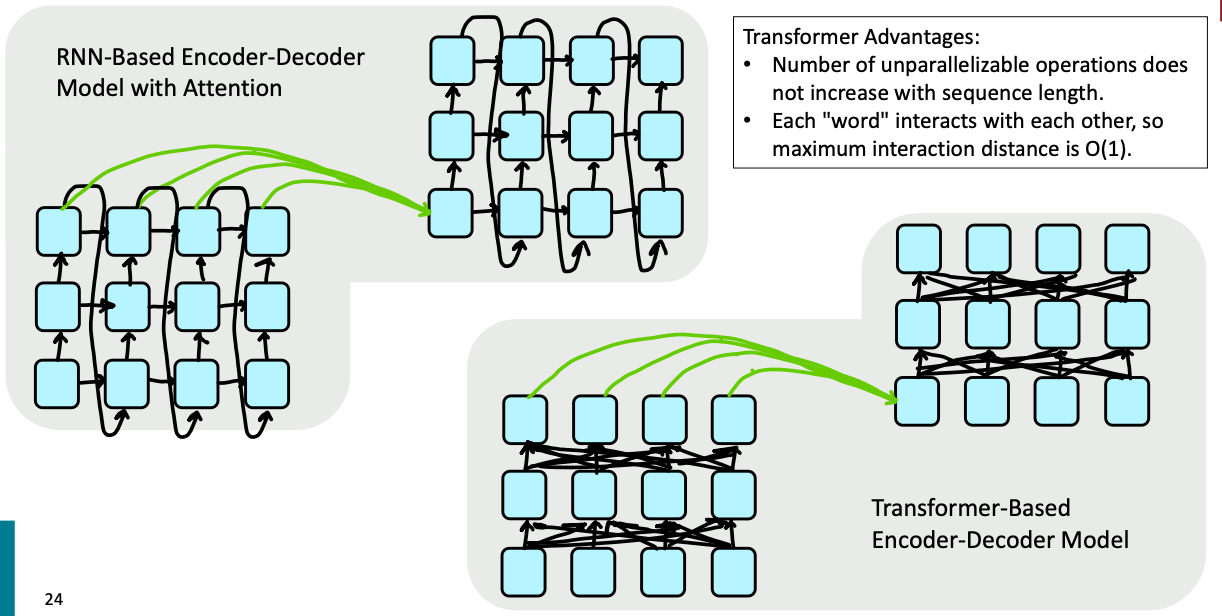 RNN-Based Encoder-Decoder
Model with Attention
Transformer Advantages:
• Number of unparallelizable operations does
not increase with sequence length.
• Each "word" interacts with each other, so
maximum interaction distance is O(1).
Transformer-Based
Encoder-Decoder Model
24